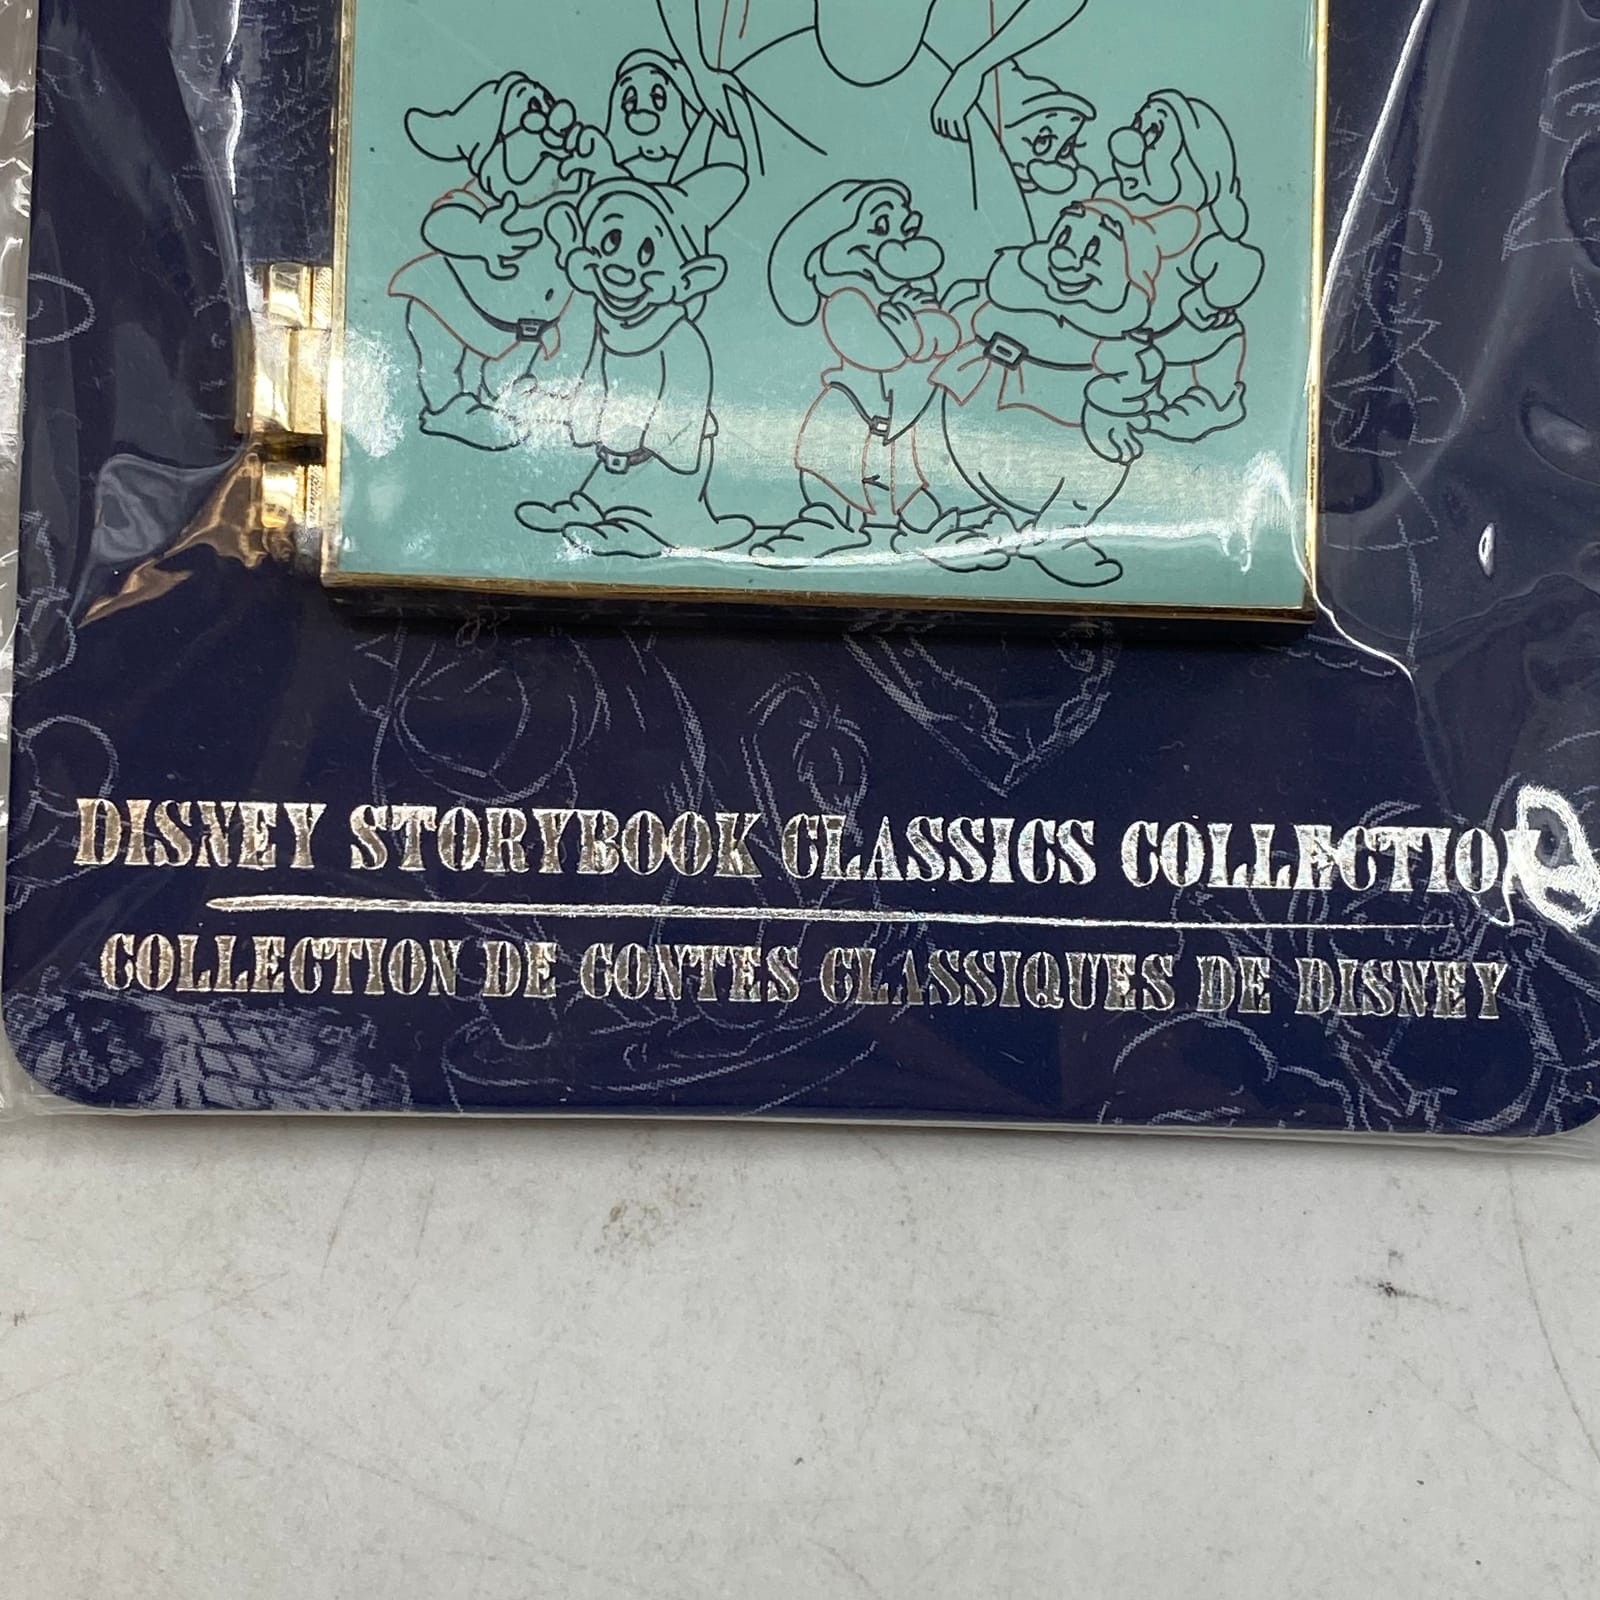 DISNEY STORYBOOK CLASSICS COLLECTION
COLLECTION DE CONTES CLASSIQUES DE DISNEY